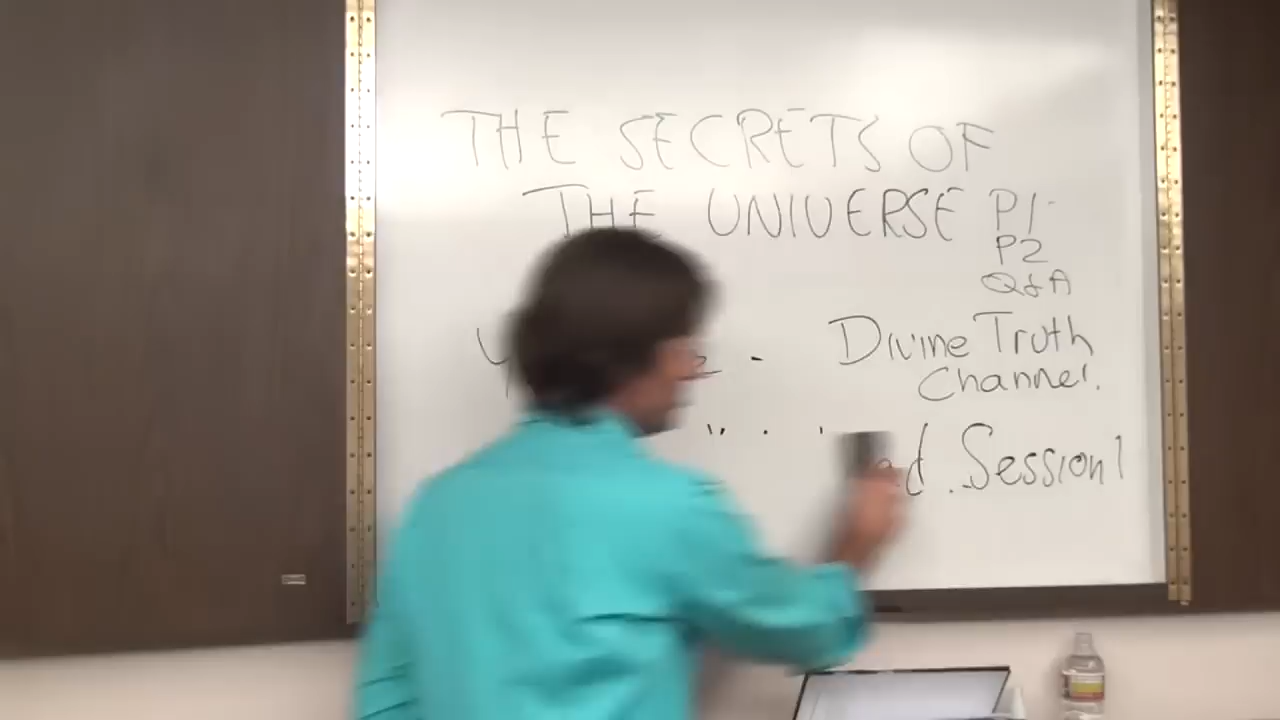 THE SECRETS OF
THE UNIVERSE P1
P2
Q&A
Divine Truth
Channel.
Session 1